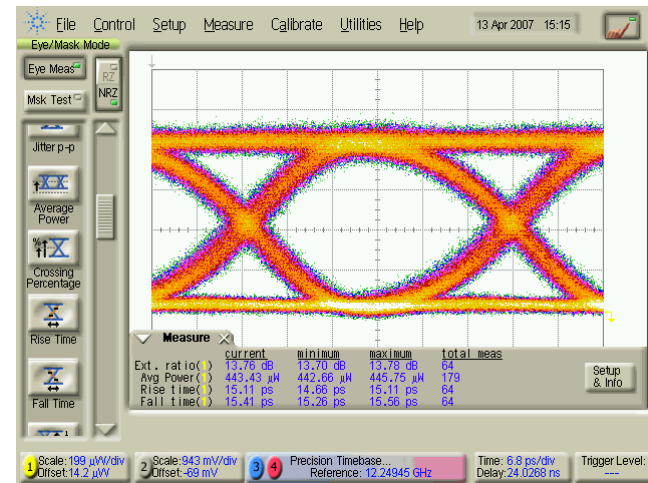 File Control Setup Measure Calibrate Utilities Help 13 Apr 2007 15:15
Eye/Mask Mode
Eye Meas
RZ
Msk Test
NRZ
Jitter p-p
Average
Power
Crossing
Percentage
Rise Time
Fall Time
Measure
current minimum maximum total meas
Ext. ratio(1) 13.76 dB 13.70 dB 13.78 dB 64
Avg Power(1) 443.43 µW 442.66 µW 445.75 µW 179
Rise time(1) 15.11 ps 14.66 ps 15.11 ps 64
Fall time(1) 15.41 ps 15.26 ps 15.56 ps 64
Setup
& Info
1 Scale: 199 µW/div
Offset: 14.2 µW
2 Scale: 943 mV/div
Offset: -69 mV
3 4 Precision Timebase...
Reference: 12.24945 GHz
Time: 6.8 ps/div
Delay: 24.0268 ns
Trigger Level:
---